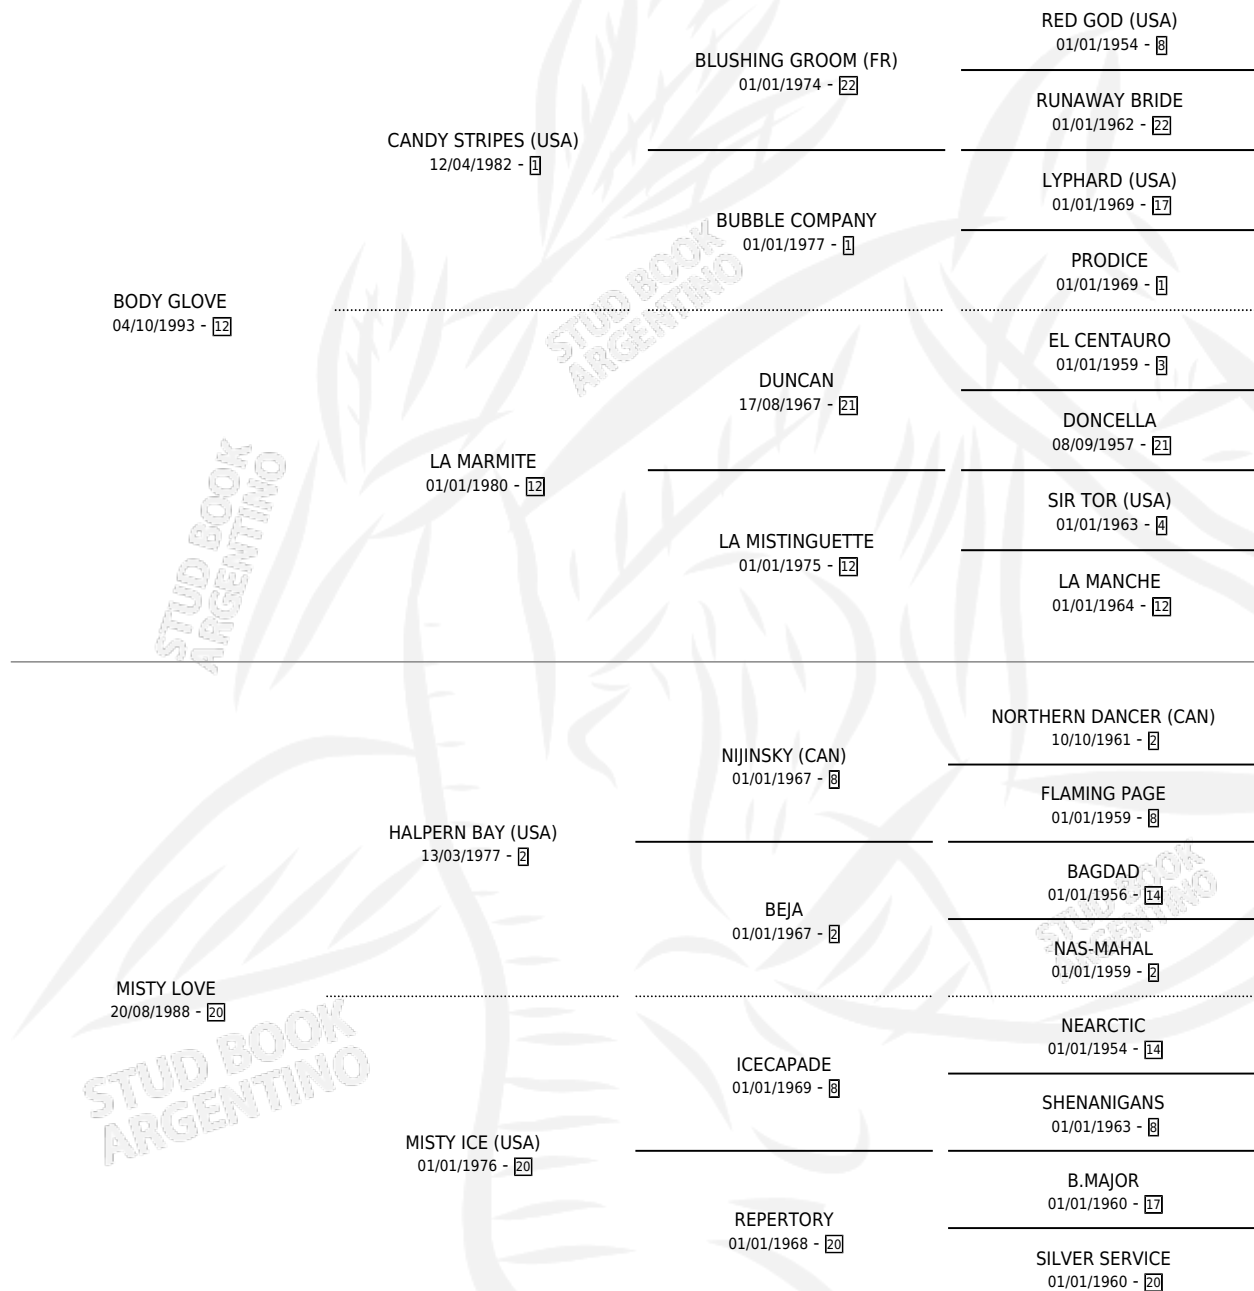 RED GOD (USA)
01/01/1954 - 8
BLUSHING GROOM (FR)
01/01/1974 - 22
RUNAWAY BRIDE
01/01/1962 - 22
CANDY STRIPES (USA)
12/04/1982 - 1
LYPHARD (USA)
01/01/1969 - 17
BUBBLE COMPANY
01/01/1977 - 1
PRODICE
01/01/1969 - 1
BODY GLOVE
04/10/1993 - 12
EL CENTAURO
01/01/1959 - 3
DUNCAN
17/08/1967 - 21
DONCELLA
08/09/1957 - 21
LA MARMITE
01/01/1980 - 12
SIR TOR (USA)
01/01/1963 - 4
LA MISTINGUETTE
01/01/1975 - 12
LA MANCHE
01/01/1964 - 12
NORTHERN DANCER (CAN)
10/10/1961 - 2
NIJINSKY (CAN)
01/01/1967 - 8
FLAMING PAGE
01/01/1959 - 8
HALPERN BAY (USA)
13/03/1977 - 2
BAGDAD
01/01/1956 - 14
BEJA
01/01/1967 - 2
NAS-MAHAL
01/01/1959 - 2
MISTY LOVE
20/08/1988 - 20
NEARCTIC
01/01/1954 - 14
ICECAPADE
01/01/1969 - 8
SHENANIGANS
01/01/1963 - 8
MISTY ICE (USA)
01/01/1976 - 20
B.MAJOR
01/01/1960 - 17
REPERTORY
01/01/1968 - 20
SILVER SERVICE
01/01/1960 - 20
STUD BOOK
ARGENTINO
STUD BOOK
ARGENTINO
STUD BOOK
ARGENTINO
STUD BOOK
ARGENTINO